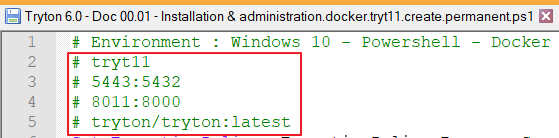 Tryton 6.0 - Doc 00.01 - Installation & administration.docker.tryt11.create.permanent.ps1
1 # Environment : Windows 10 - Powershell - Docker
2 # tryt11
3 # 5443:5432
4 # 8011:8000
5 # tryton/tryton:latest